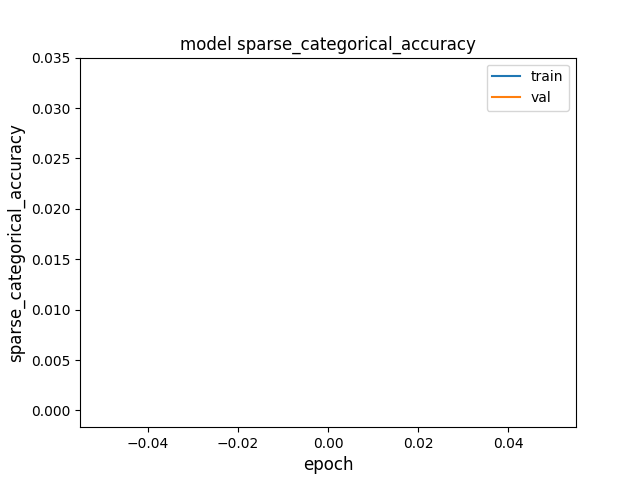 model sparse_categorical_accuracy
train
val
0.035
0.030
0.025
0.020
0.015
0.010
0.005
0.000
sparse_categorical_accuracy
−0.04 −0.02 0.00 0.02 0.04
epoch